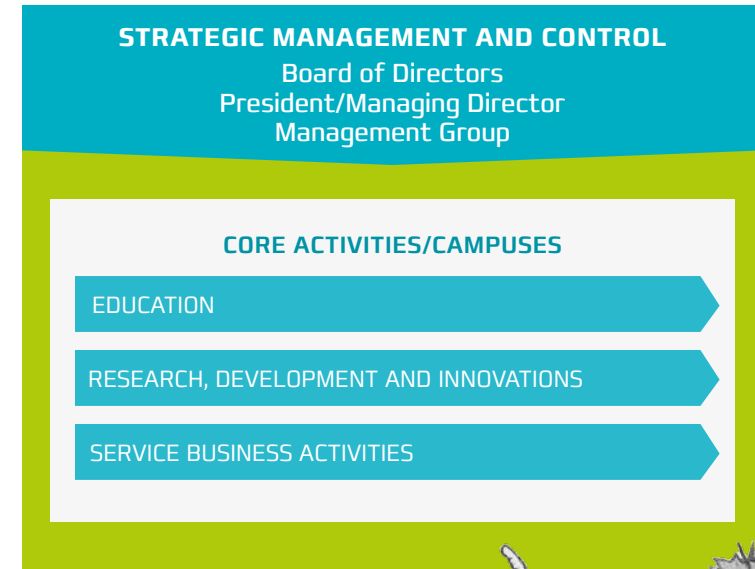 STRATEGIC MANAGEMENT AND CONTROL
Board of Directors
President/Managing Director
Management Group
CORE ACTIVITIES/CAMPUSES
EDUCATION
RESEARCH, DEVELOPMENT AND INNOVATIONS
SERVICE BUSINESS ACTIVITIES